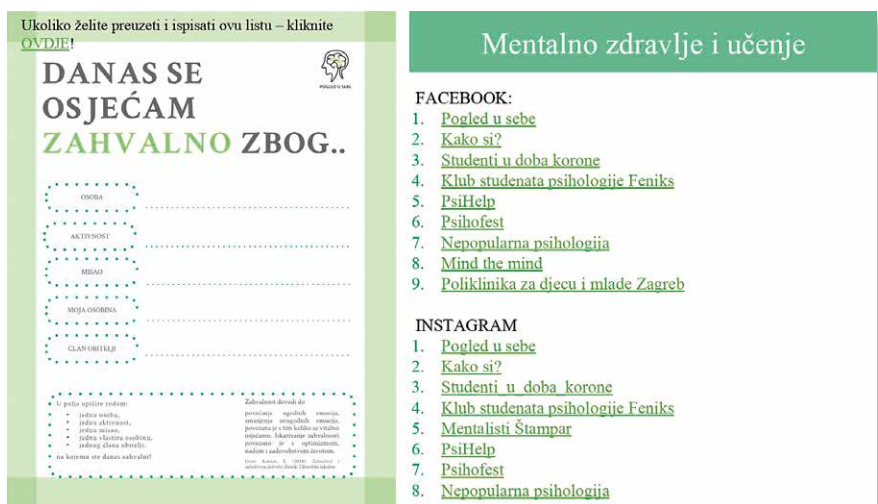 Ukoliko želite preuzeti i ispisati ovu listu – kliknite
OVDJE!
DANAS SE
OSJEĆAM
ZAHVALNO ZBOG..
POGLED U SEBE
OSOBA
AKTIVNOST
MISAO
MOJA OSOBINA
ČLAN OBITELJI
U polja upišite redom:
• jednu osobu,
• jednu aktivnost,
• jednu misao,
• jednu vlastitu osobinu,
• jednog člana obitelji.
na kojemu ste danas zahvalni!
Zahvalnost dovodi do
povećanja ugodnih emocija,
smanjenja neugodnih emocija,
povezana je s tim koliko se vitalno
osjećamo. Iskazivanje zahvalnosti
povezano je s optimizmom,
nadom i zadovoljstvom životom.
Mentalno zdravlje i učenje
FACEBOOK:
1. Pogled u sebe
2. Kako si?
3. Studenti u doba korone
4. Klub studenata psihologije Feniks
5. PsiHelp
6. Psihofest
7. Nepopularna psihologija
8. Mind the mind
9. Poliklinika za djecu i mlade Zagreb
INSTAGRAM
1. Pogled u sebe
2. Kako si?
3. Studenti_u_doba_korone
4. Klub studenata psihologije Feniks
5. Mentalisti Štampar
6. PsiHelp
7. Psihofest
8. Nepopularna psihologija